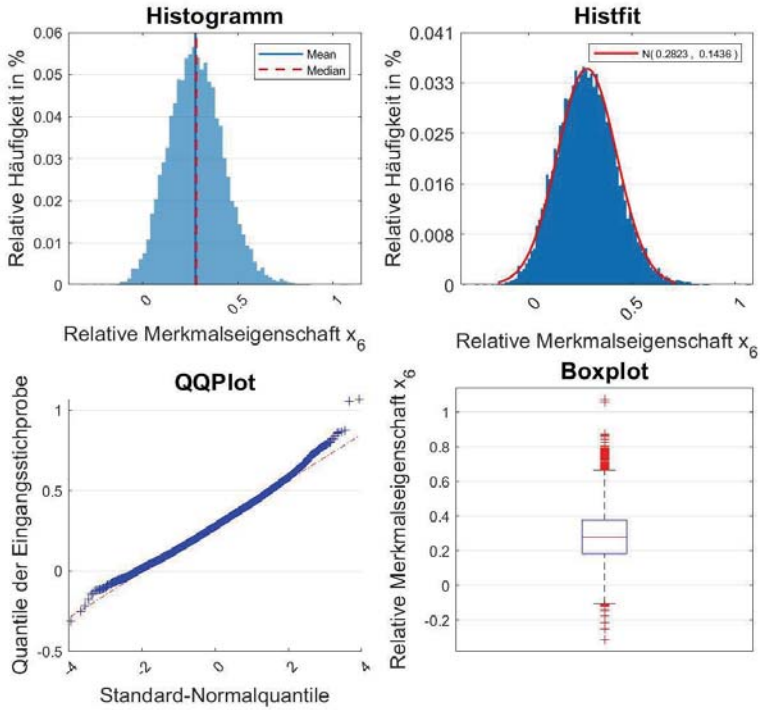 Histogramm
Relative Häufigkeit in %
0.06
0.05
0.04
0.03
0.02
0.01
0
0
0.5
1
Mean
Median
Relative Merkmalseigenschaft x6
Histfit
Relative Häufigkeit in %
0.041
0.033
0.025
0.016
0.008
0
0
0.5
1
N( 0.2823 , 0.1436 )
Relative Merkmalseigenschaft x6
QQPlot
Quantile der Eingangsstichprobe
1
0.5
0
-0.5
-4
-2
0
2
4
Standard-Normalquantile
Boxplot
Relative Merkmalseigenschaft x6
1
0.8
0.6
0.4
0.2
0
-0.2